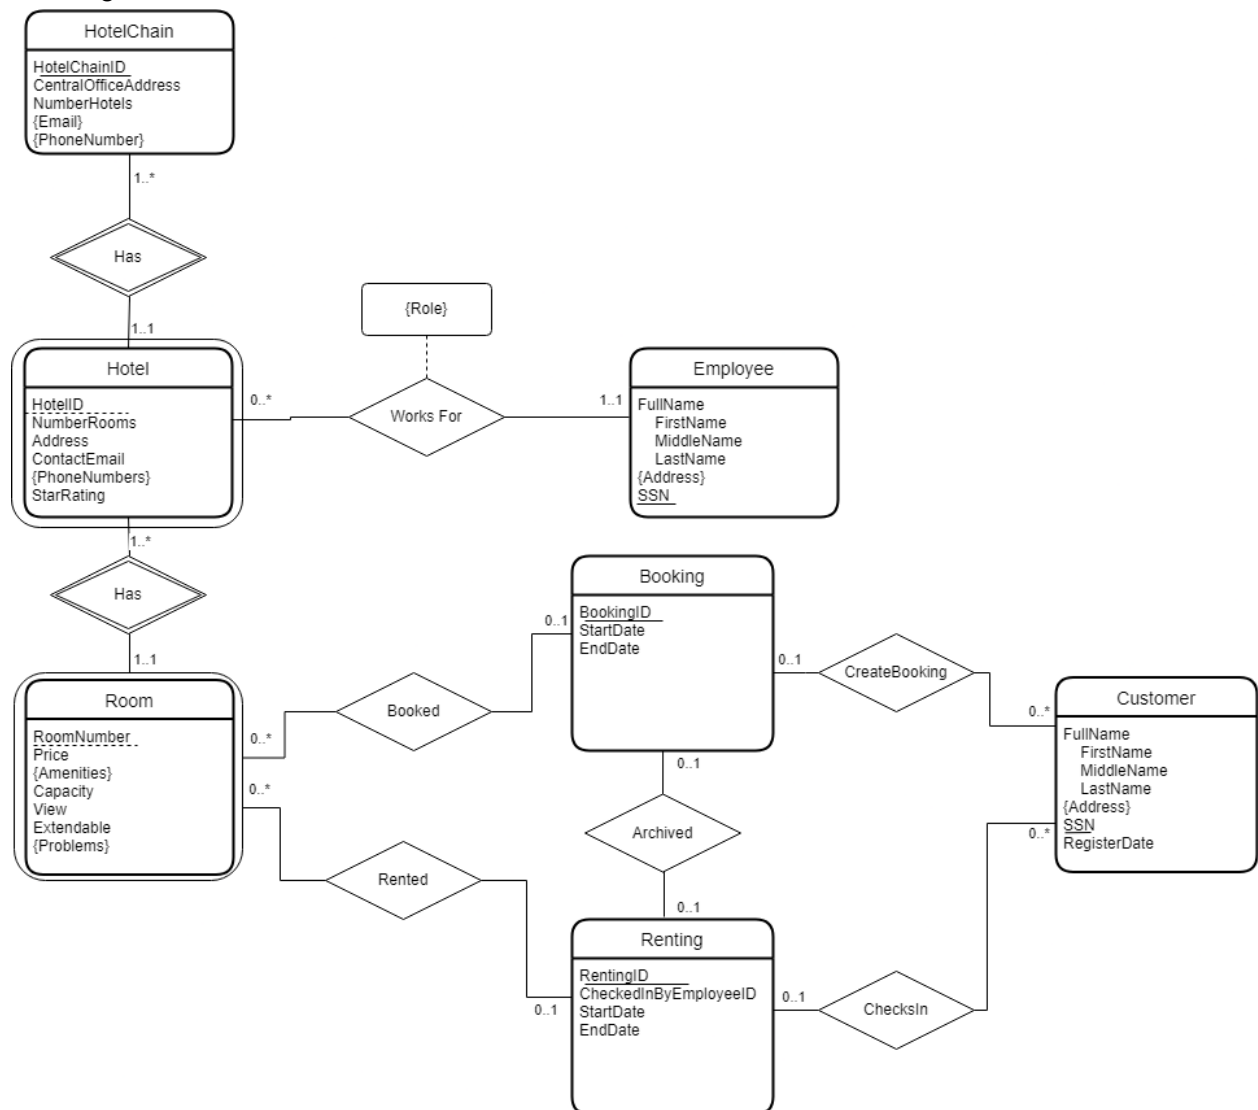 HotelChain
HotelChainID
CentralOfficeAddress
NumberHotels
{Email}
{PhoneNumber}
1..*
Has
1..1
{Role}
Hotel
HotelID
NumberRooms
Address
ContactEmail
{PhoneNumbers}
StarRating
0..*
Works For
1..1
Employee
FullName
FirstName
MiddleName
LastName
{Address}
SSN
1..*
Has
1..1
Room
RoomNumber
Price
{Amenities}
Capacity
View
Extendable
{Problems}
0..*
Booked
0..1
0..*
Rented
0..1
Booking
BookingID
StartDate
EndDate
0..1
CreateBooking
0..*
0..1
Archived
0..1
Customer
FullName
FirstName
MiddleName
LastName
{Address}
SSN
RegisterDate
0..*
Renting
RentingID
CheckedInByEmployeeID
StartDate
EndDate
0..1
ChecksIn